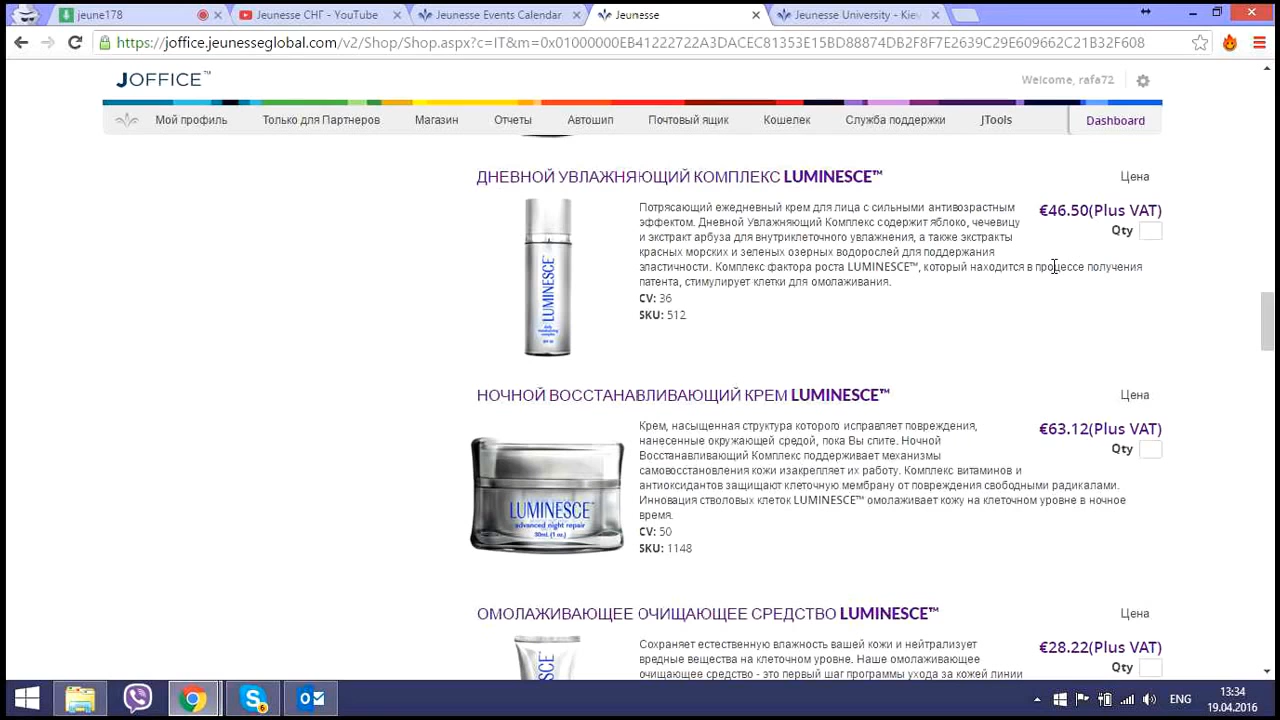 jeune178
Jeunesse СНГ - YouTube
Jeunesse Events Calendar
Jeunesse
Jeunesse University - Kiev
https://joffice.jeunesseglobal.com/v2/Shop/Shop.aspx?c=IT&m=0x01000000EB41222722A3DACEC81353E15BD88874DB2F8F7E2639C29E609662C21B32F608
JOFFICE™
Welcome, rafa72
Мой профиль
Только для Партнеров
Магазин
Отчеты
Автошип
Почтовый ящик
Кошелек
Служба поддержки
JTools
Dashboard
ДНЕВНОЙ УВЛАЖНЯЮЩИЙ КОМПЛЕКС LUMINESCE™
Цена
Потрясающий ежедневный крем для лица с сильными антивозрастным
эффектом. Дневной Увлажняющий Комплекс содержит яблоко, чечевицу
и экстракт арбуза для внутриклеточного увлажнения, а также экстракты
красных морских и зеленых озерных водорослей для поддержания
эластичности. Комплекс фактора роста LUMINESCE™, который находится в процессе получения
патента, стимулирует клетки для омолаживания.
CV: 36
SKU: 512
€46.50(Plus VAT)
Qty
LUMINESCE
НОЧНОЙ ВОССТАНАВЛИВАЮЩИЙ КРЕМ LUMINESCE™
Цена
Крем, насыщенная структура которого исправляет повреждения,
нанесенные окружающей средой, пока Вы спите. Ночной
Восстанавливающий Комплекс поддерживает механизмы
самовосстановления кожи изакрепляет их работу. Комплекс витаминов и
антиоксидантов защищают клеточную мембрану от повреждения свободными радикалами.
Инновация стволовых клеток LUMINESCE™ омолаживает кожу на клеточном уровне в ночное
время.
CV: 50
SKU: 1148
€63.12(Plus VAT)
Qty
LUMINESCE™
advanced night repair
30mL (1 oz.)
ОМОЛАЖИВАЮЩЕЕ ОЧИЩАЮЩЕЕ СРЕДСТВО LUMINESCE™
Цена
Сохраняет естественную влажность вашей кожи и нейтрализует
вредные вещества на клеточном уровне. Наше омолаживающее
очищающее средство - это первый шаг программы ухода за кожей линии
€28.22(Plus VAT)
Qty
ENG
13:34
19.04.2016